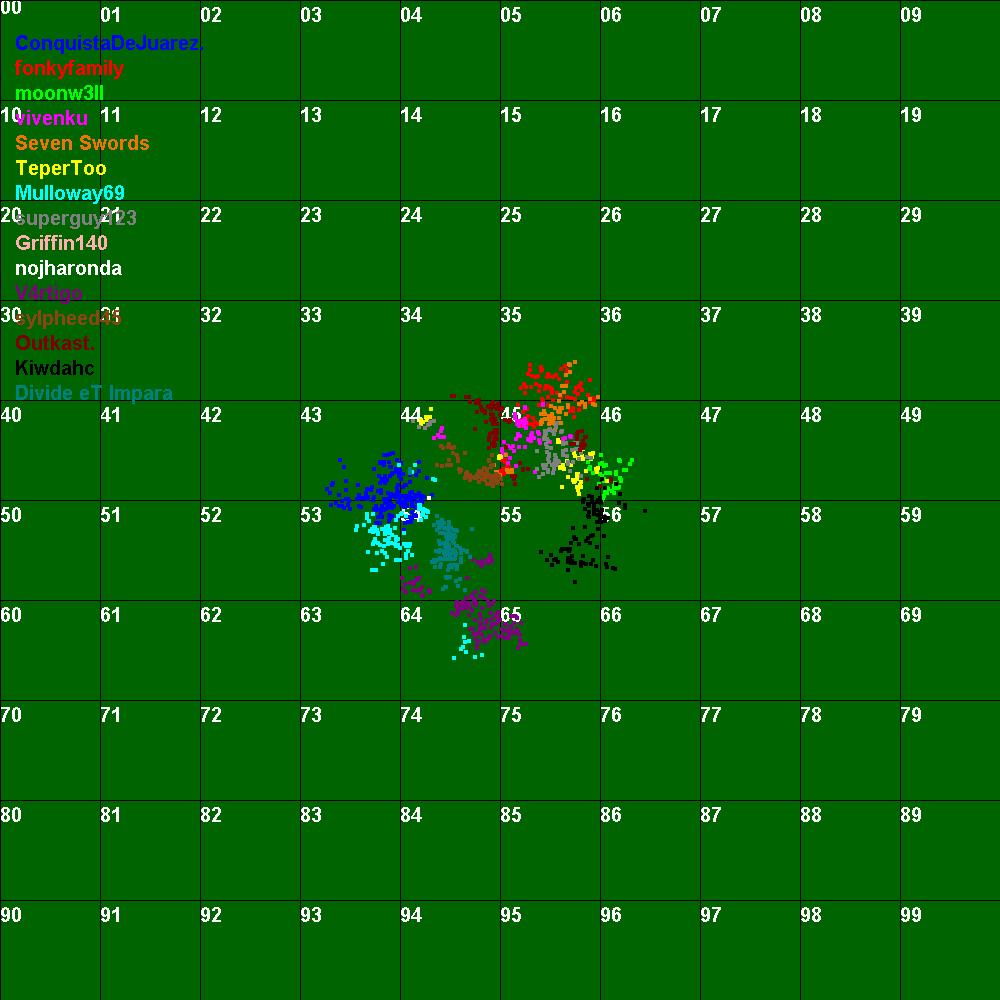 00 01 02 03 04 05 06 07 08 09
ConquistaDeJuarez.
fonkyfamily
moonw3ll
10 11 12 13 14 15 16 17 18 19
vivenku
Seven Swords
TeperToo
Mulloway69
20 21 22 23 24 25 26 27 28 29
superguy123
Griffin140
nojharonda
V4rtigo
30 31 32 33 34 35 36 37 38 39
sylpheed45
Outkast.
Kiwdahc
Divide eT Impara
40 41 42 43 44 45 46 47 48 49
50 51 52 53 55 56 57 58 59
60 61 62 63 64 65 66 67 68 69
70 71 72 73 74 75 76 77 78 79
80 81 82 83 84 85 86 87 88 89
90 91 92 93 94 95 96 97 98 99